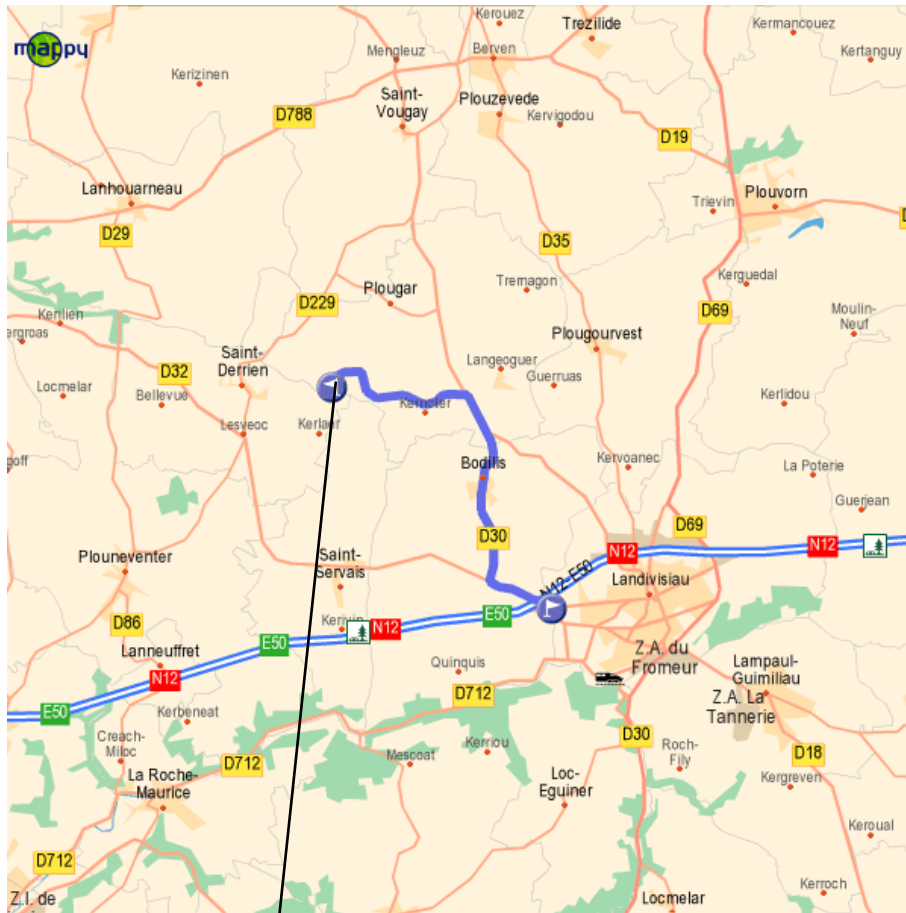 mappy
Kerouez
Trezilide
Kermancouez
Mengleuz
Berven
Kertanguy
Kerizinen
Saint-
Vougay
Plouzevede
Kervigodou
D788
D19
Lanhouarneau
Trievin
Plouvorn
D29
D35
Tremagon
Kerguedal
Plougar
D229
D69
Moulin-
Neuf
Kenlien
Plougourvest
Saint-
Derrien
Langeoguer
D32
Guerruas
Locmelar
Bellevue
Kerlidou
Lesveoc
Kerlaer
Bodilis
Kervoanec
La Poterie
Guerjean
D30
D69
N12
N12
Plouneventer
Saint-
Servais
N12-E50
Landivisiau
D86
Kerivin
N12
E50
E50
Lanneuffret
N12
Quinquis
Z.A. du
Fromeur
Lampaul-
Guimiliau
D712
Z.A. La
Tannerie
E50
Kerbeneat
Creach-
Miloc
D712
Mescoat
Kerriou
D30
Roch-
Fily
D18
La Roche-
Maurice
Loc-
Eguiner
Kergreven
Keroual
D712
Z.I. de
Locmelar
Kerroch